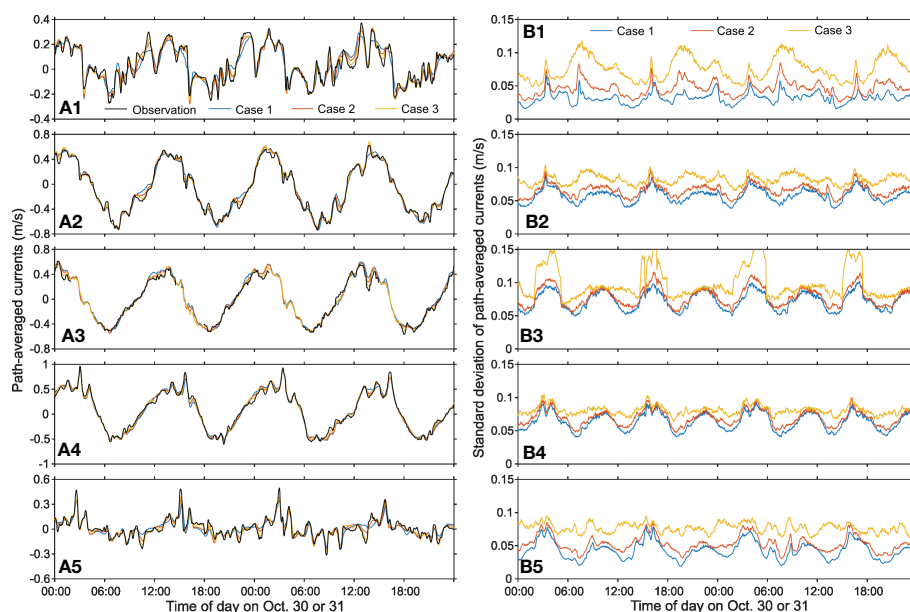 0.4
0.2
0
-0.2
-0.4
A1
Observation Case 1 Case 2 Case 3
0.8
0.4
0
-0.4
-0.8
A2
0.8
0.4
0
-0.4
-0.8
A3
1
0.5
0
-0.5
-1
A4
0.6
0.3
0
-0.3
-0.6
A5
00:00 06:00 12:00 18:00 00:00 06:00 12:00 18:00
Time of day on Oct. 30 or 31
Path-averaged currents (m/s)
0.15
0.1
0.05
0
B1
Case 1 Case 2 Case 3
0.15
0.1
0.05
0
B2
0.15
0.1
0.05
0
B3
0.15
0.1
0.05
0
B4
0.15
0.1
0.05
0
B5
00:00 06:00 12:00 18:00 00:00 06:00 12:00 18:00
Time of day on Oct. 30 or 31
Standard deviation of path-averaged currents (m/s)